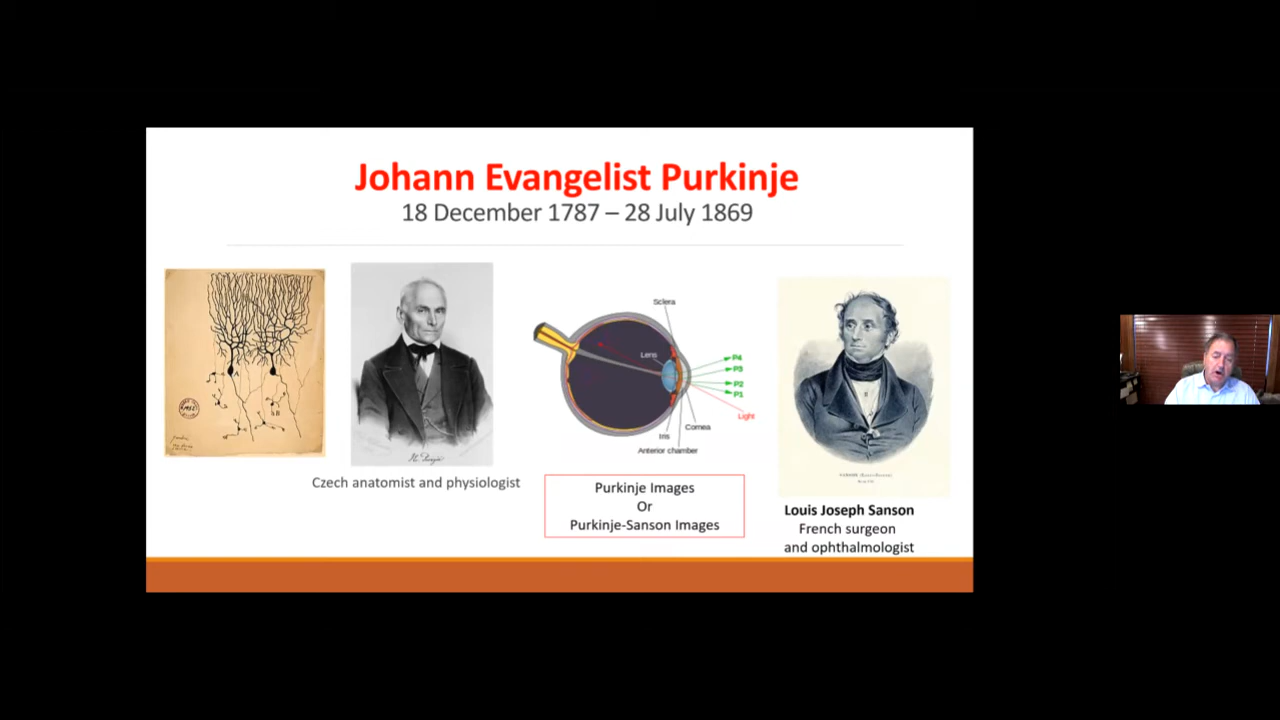 Johann Evangelist Purkinje
18 December 1787 – 28 July 1869
Sclera
Lens
P4
P3
P2
P1
Light
Cornea
Iris
Anterior chamber
Czech anatomist and physiologist
Purkinje Images
Or
Purkinje-Sanson Images
Louis Joseph Sanson
French surgeon
and ophthalmologist